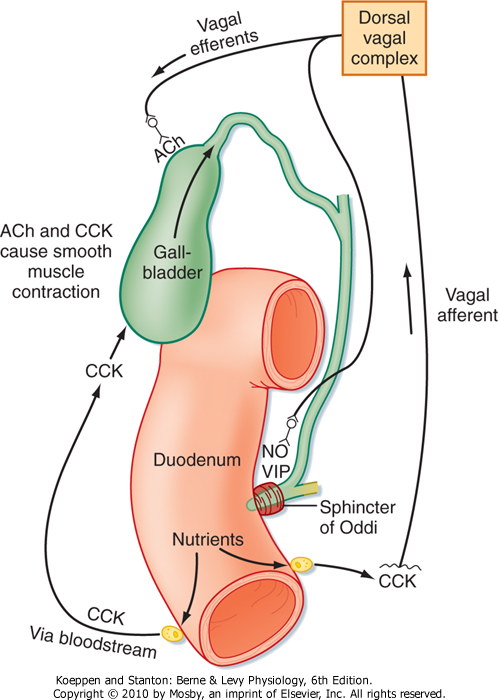 Dorsal
vagal
complex
Vagal
efferents
ACh
ACh and CCK
cause smooth
muscle
contraction
Gall-
bladder
Vagal
afferent
CCK
Duodenum
NO
VIP
Sphincter
of Oddi
Nutrients
CCK
CCK
Via bloodstream
Koeppen and Stanton: Berne & Levy Physiology, 6th Edition.
Copyright © 2010 by Mosby, an imprint of Elsevier, Inc. All rights reserved.